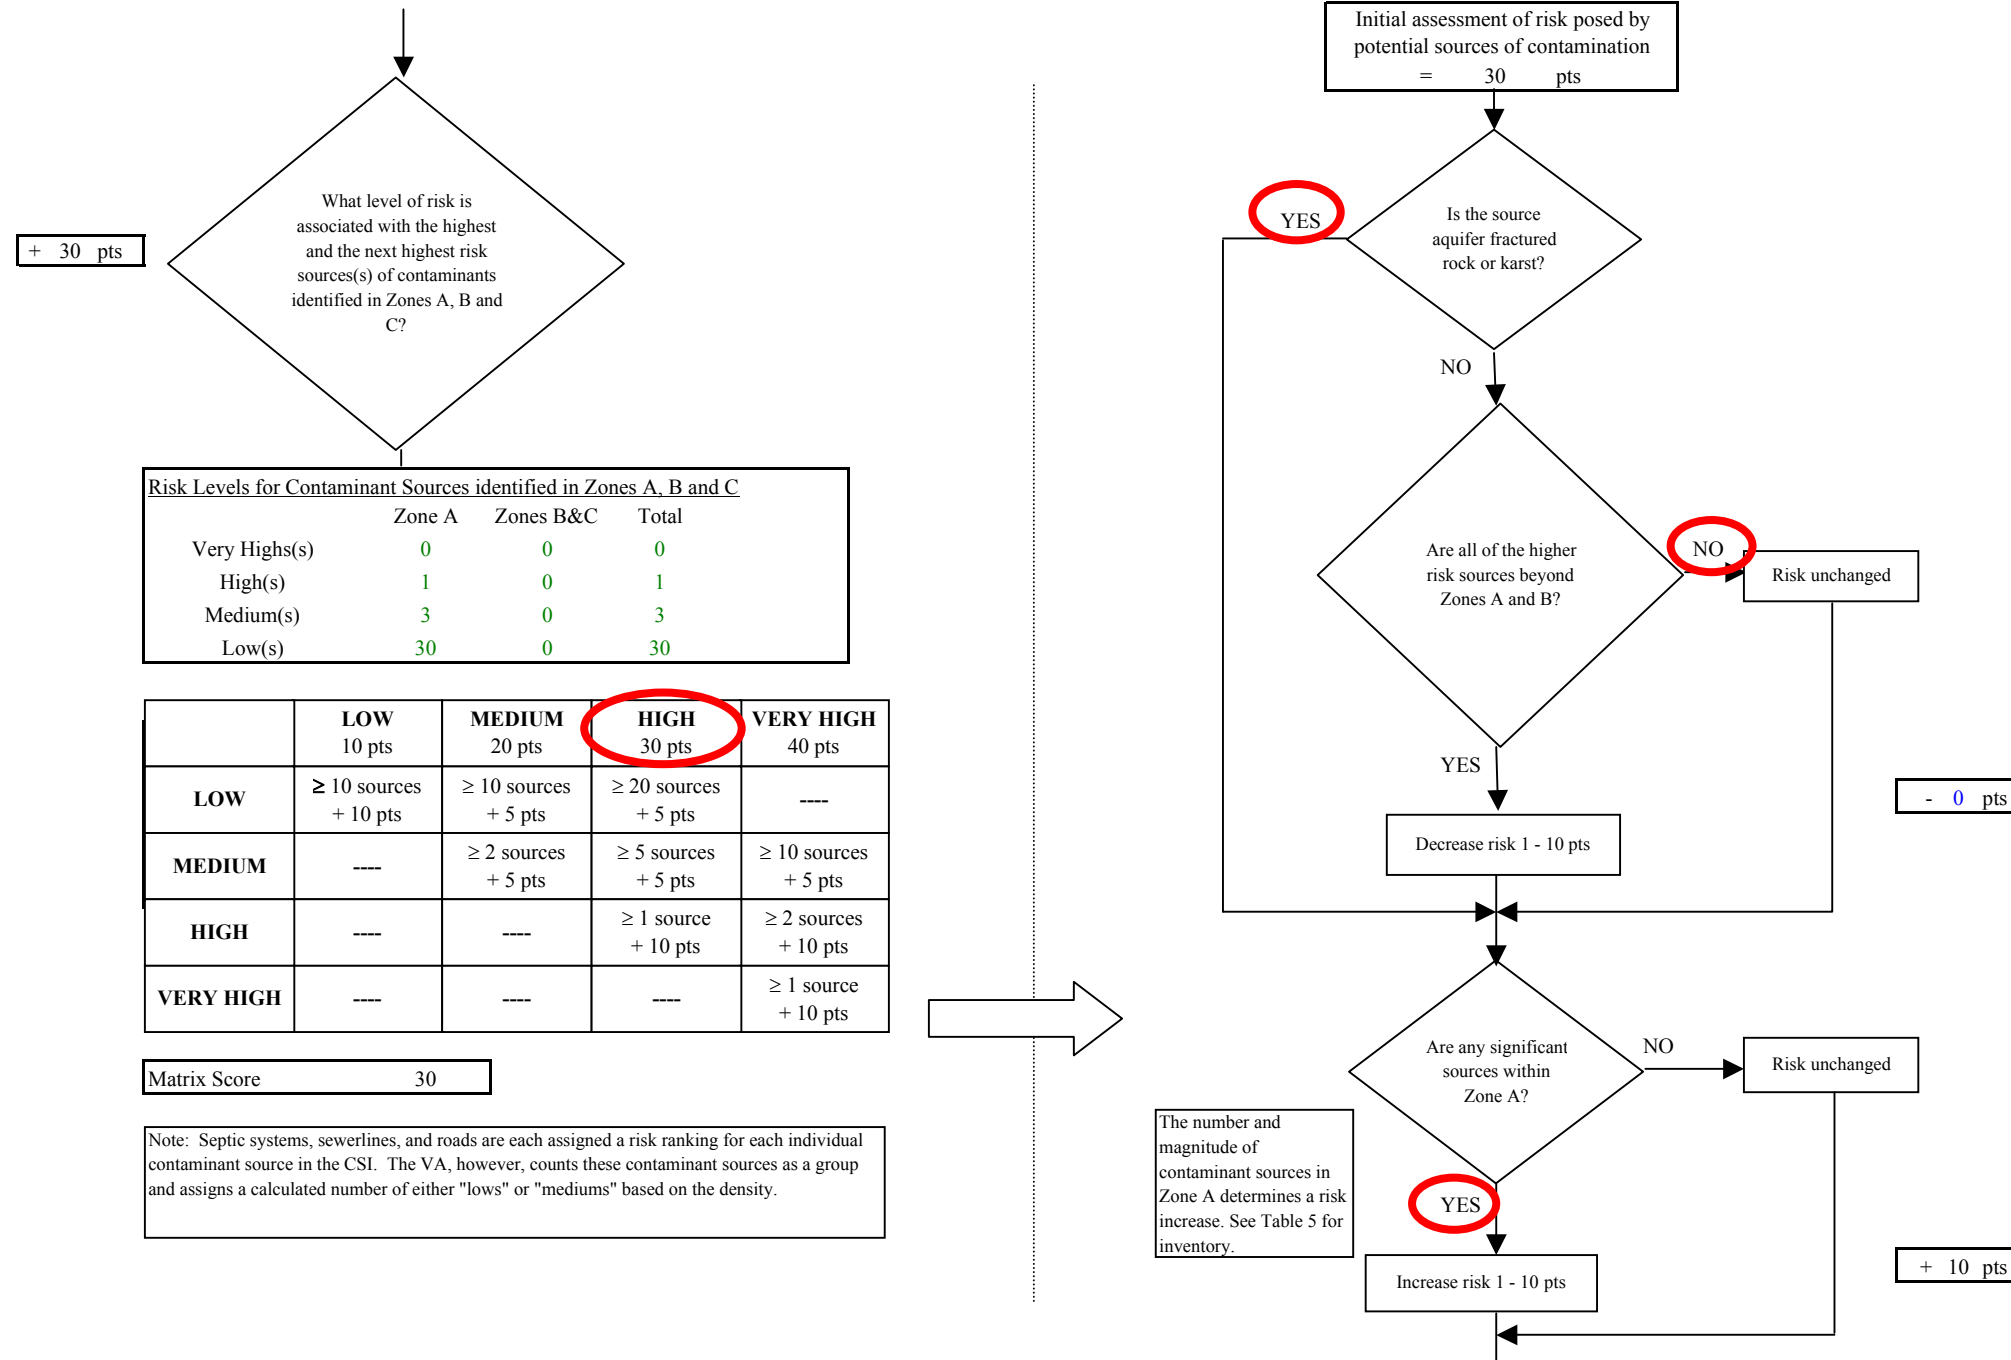 + 30 pts
What level of risk is
associated with the highest
and the next highest risk
sources(s) of contaminants
identified in Zones A, B and
C?
Risk Levels for Contaminant Sources identified in Zones A, B and C
Zone A Zones B&C Total
Very Highs(s) 0 0 0
High(s) 1 0 1
Medium(s) 3 0 3
Low(s) 30 0 30
LOW MEDIUM HIGH VERY HIGH
10 pts 20 pts 30 pts 40 pts
LOW ≥ 10 sources ≥ 10 sources ≥ 20 sources ----
+ 10 pts + 5 pts + 5 pts
MEDIUM ---- ≥ 2 sources ≥ 5 sources ≥ 10 sources
+ 5 pts + 5 pts + 5 pts
HIGH ---- ---- ≥ 1 source ≥ 2 sources
+ 10 pts + 10 pts
VERY HIGH ---- ---- ---- ≥ 1 source
+ 10 pts
Matrix Score 30
Note: Septic systems, sewerlines, and roads are each assigned a risk ranking for each individual
contaminant source in the CSI. The VA, however, counts these contaminant sources as a group
and assigns a calculated number of either "lows" or "mediums" based on the density.
Initial assessment of risk posed by
potential sources of contamination
= 30 pts
YES
Is the source
aquifer fractured
rock or karst?
NO
Are all of the higher
risk sources beyond
Zones A and B?
NO
Risk unchanged
YES
- 0 pts
Decrease risk 1 - 10 pts
Are any significant
sources within
Zone A?
NO
Risk unchanged
The number and
magnitude of
contaminant sources in
Zone A determines a risk
increase. See Table 5 for
inventory.
YES
+ 10 pts
Increase risk 1 - 10 pts